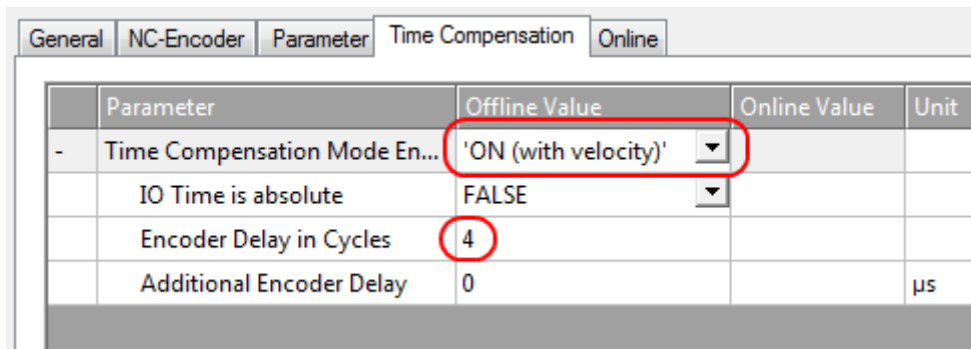 General NC-Encoder Parameter Time Compensation Online
Parameter Offline Value Online Value Unit
- Time Compensation Mode En... 'ON (with velocity)'
IO Time is absolute FALSE
Encoder Delay in Cycles 4
Additional Encoder Delay 0 µs